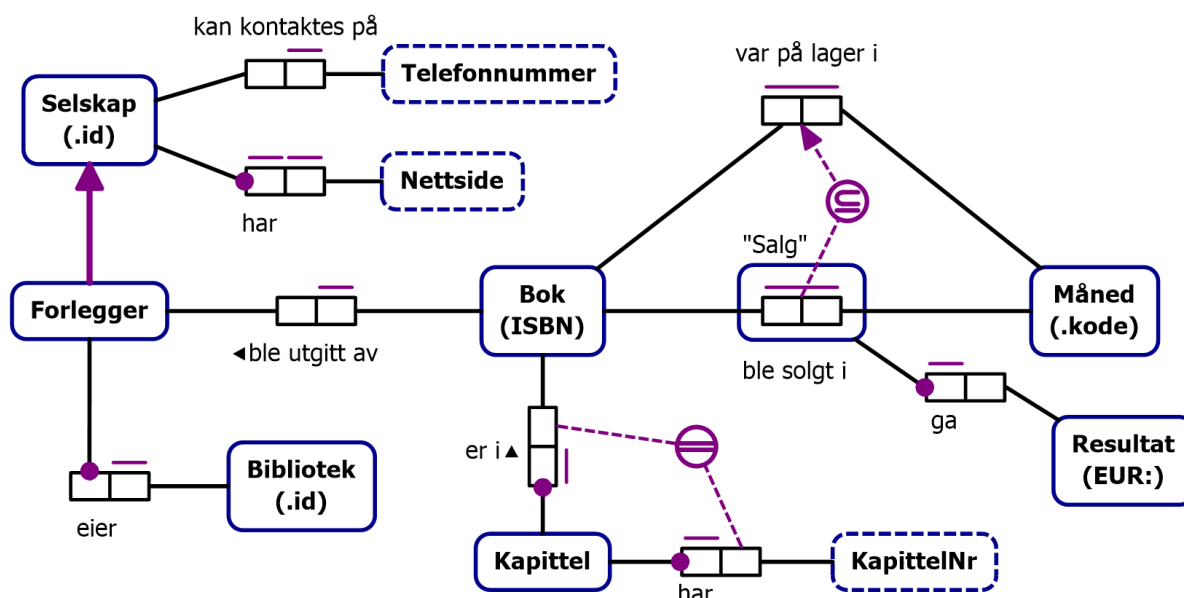 kan kontaktes på
Telefonnummer
var på lager i
Selskap
(.id)
Nettside
har
"Salg"
Forlegger
Bok
(ISBN)
Måned
(.kode)
◄ble utgitt av
ble solgt i
ga
er i▲
Resultat
(EUR:)
Bibliotek
(.id)
eier
Kapittel
KapittelNr
har